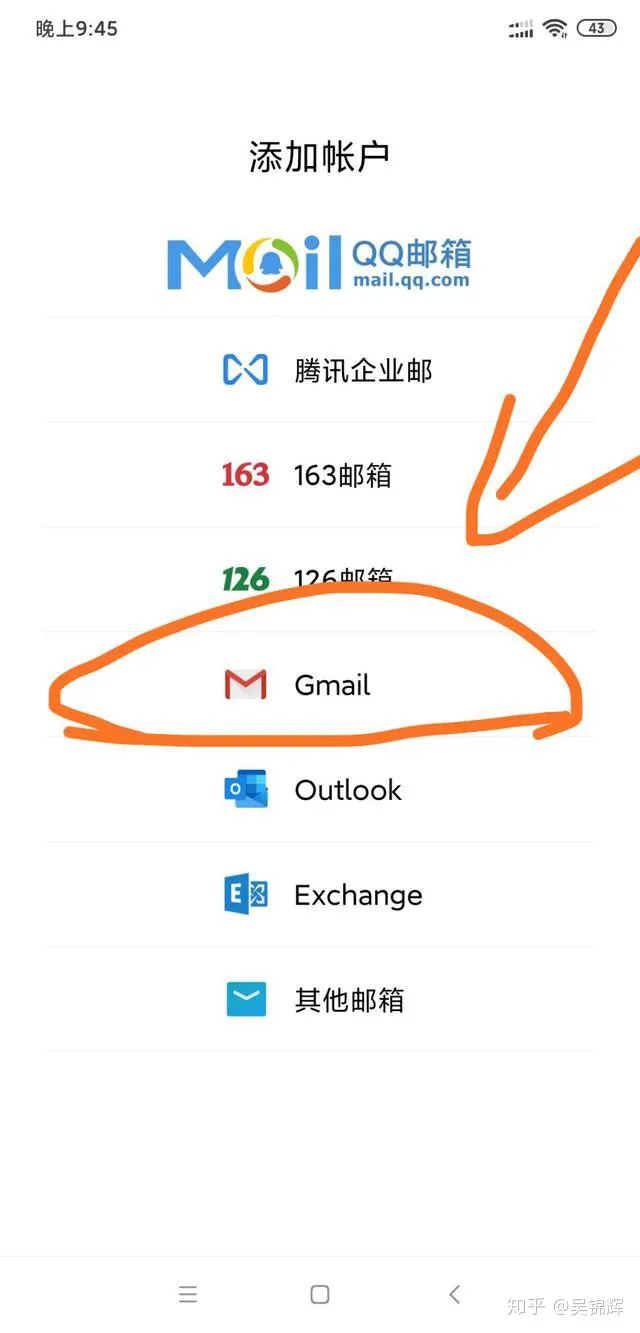 晚上9:45
43
添加帐户
Mail QQ邮箱
mail.qq.com
腾讯企业邮
163 163邮箱
126 126邮箱
Gmail
Outlook
Exchange
其他邮箱
知乎 @吴锦辉